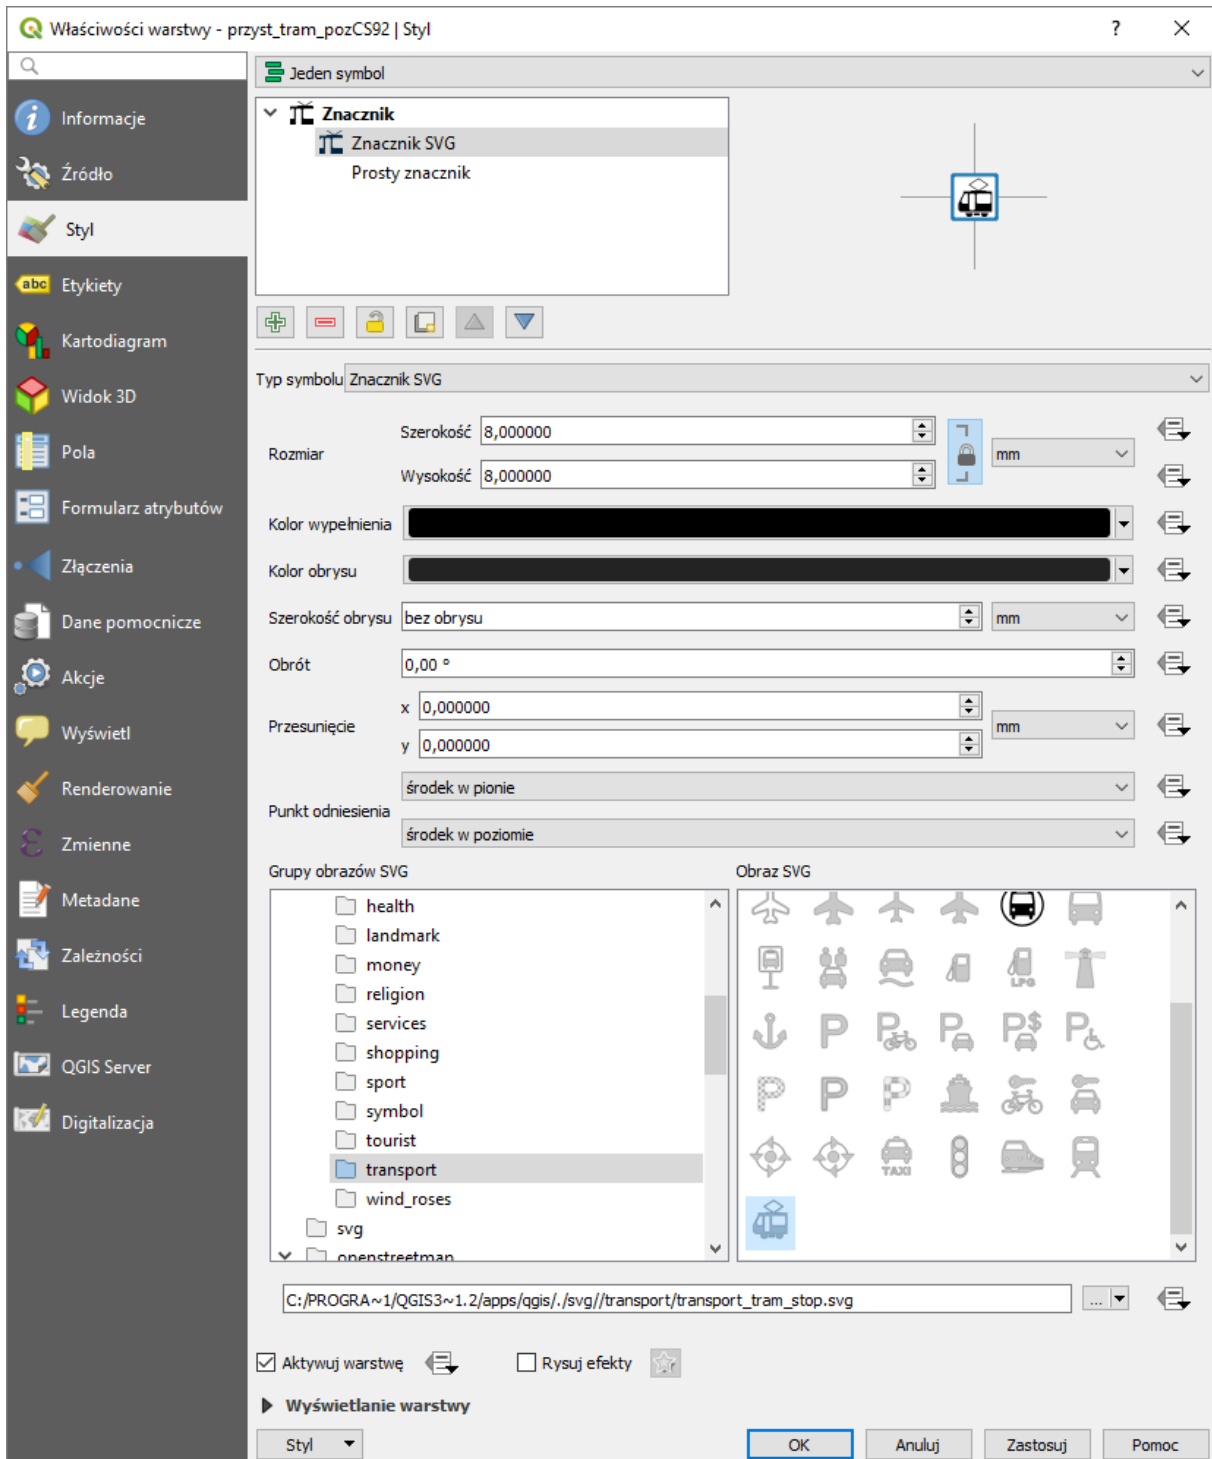 Właściwości warstwy - przyst_tram_pozCS92 | Styl
?
Jeden symbol
Informacje
Źródło
Styl
abc Etykiety
Kartodiagram
Widok 3D
Pola
Formularz atrybutów
Złączenia
Dane pomocnicze
Akcje
Wyświetl
Renderowanie
Zmienne
Metadane
Zależności
Legenda
QGIS Server
Digitalizacja
Znacznik
Znacznik SVG
Prosty znacznik
Typ symbolu Znacznik SVG
Rozmiar
Szerokość 8,000000
Wysokość 8,000000
mm
Kolor wypełnienia
Kolor obrysu
Szerokość obrysu bez obrysu mm
Obrót 0,00 °
Przesunięcie
x 0,000000
y 0,000000
mm
Punkt odniesienia
środek w pionie
środek w poziomie
Grupy obrazów SVG
health
landmark
money
religion
services
shopping
sport
symbol
tourist
transport
wind_roses
svg
openstreetmap
Obraz SVG
LPG
P P P P$ P
P P P
TAXI
C:/PROGRA~1/QGIS3~1.2/apps/qgis/./svg//transport/transport_tram_stop.svg ...
Aktywuj warstwę Rysuj efekty
Wyświetlanie warstwy
Styl OK Anuluj Zastosuj Pomoc